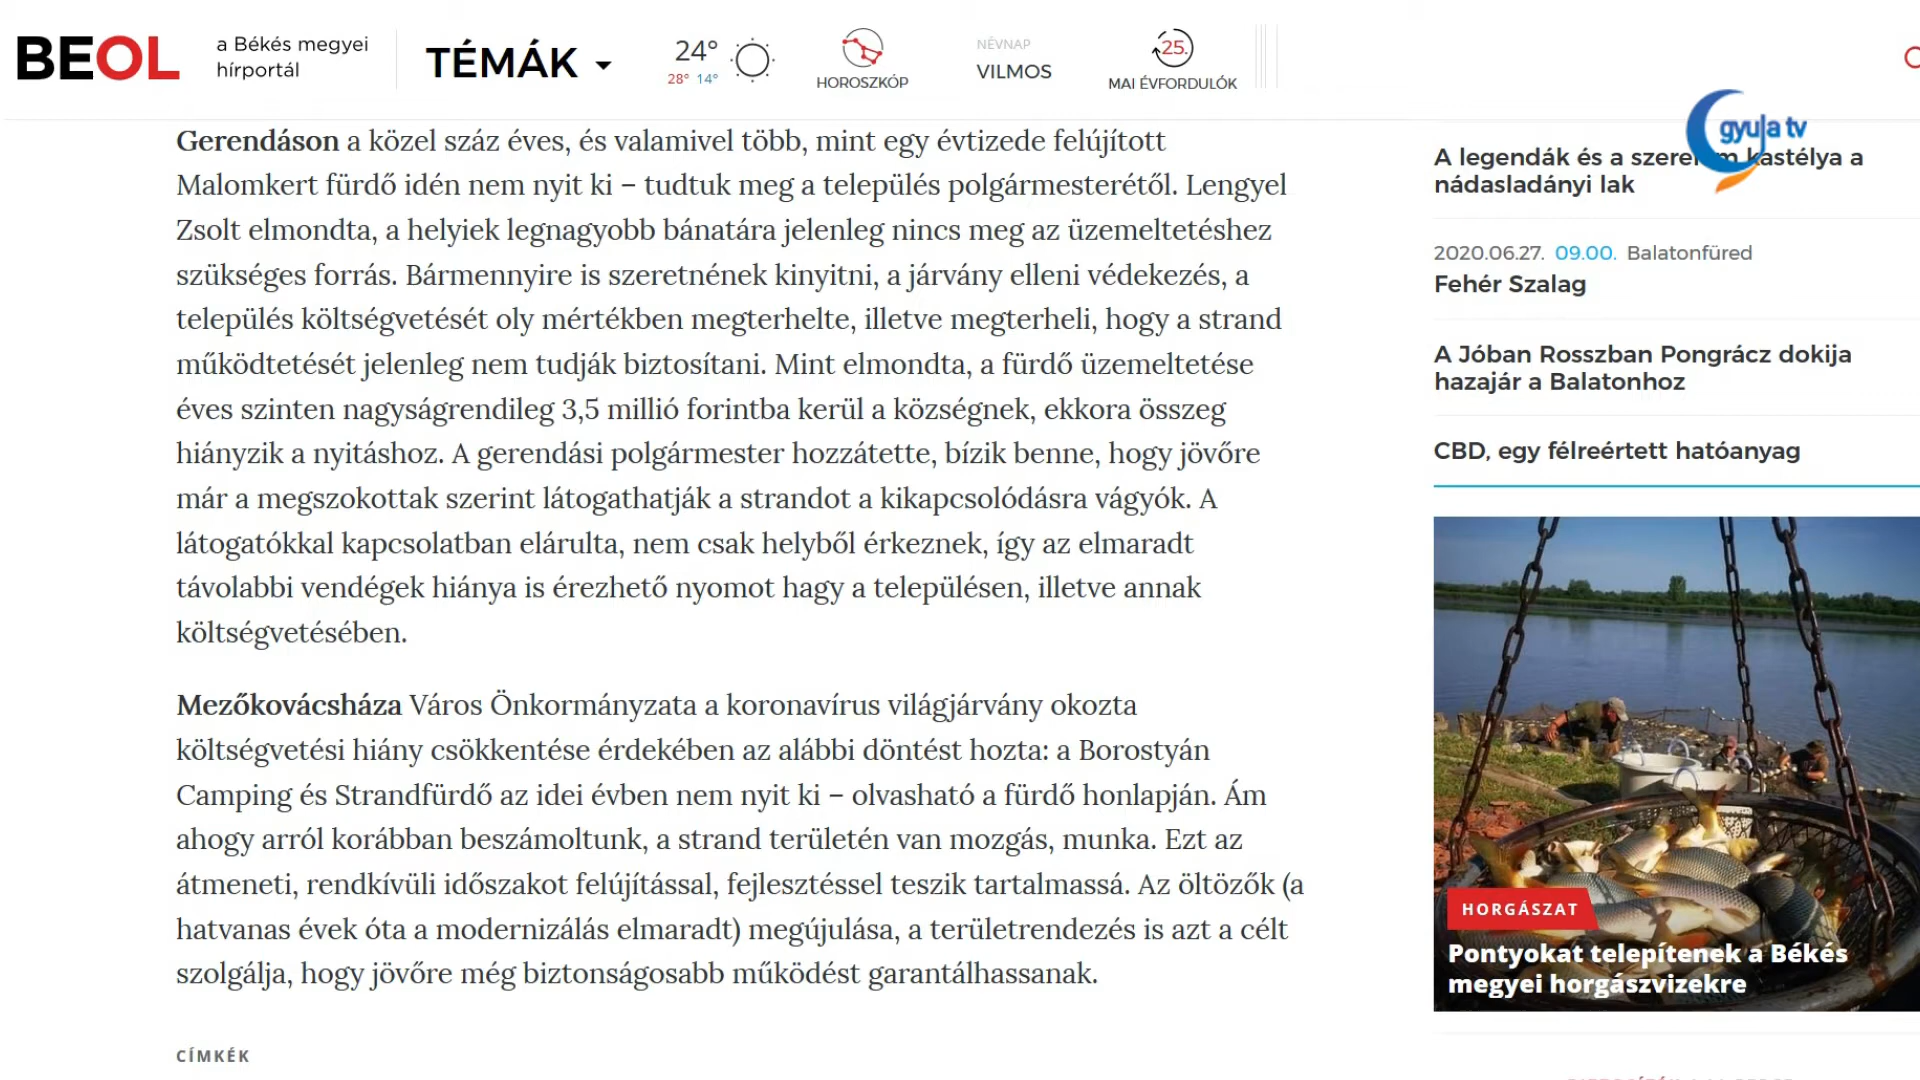 BEOL
a Békés megyei
hírportál
TÉMÁK
24°
28° 14°
HOROSZKÓP
NÉVNAP
VILMOS
25.
MAI ÉVFORDULÓK
gyula tv
Gerendáson a közel száz éves, és valamivel több, mint egy évtizede felújított
Malomkert fürdő idén nem nyit ki – tudtuk meg a település polgármesterétől. Lengyel
Zsolt elmondta, a helyiek legnagyobb bánatára jelenleg nincs meg az üzemeltetéshez
szükséges forrás. Bármennyire is szeretnének kinyitni, a járvány elleni védekezés, a
település költségvetését oly mértékben megterhelte, illetve megterheli, hogy a strand
működtetését jelenleg nem tudják biztosítani. Mint elmondta, a fürdő üzemeltetése
éves szinten nagyságrendileg 3,5 millió forintba kerül a községnek, ekkora összeg
hiányzik a nyitáshoz. A gerendási polgármester hozzátette, bízik benne, hogy jövőre
már a megszokottak szerint látogathatják a strandot a kikapcsolódásra vágyók. A
látogatókkal kapcsolatban elárulta, nem csak helyből érkeznek, így az elmaradt
távolabbi vendégek hiánya is érezhető nyomot hagy a településen, illetve annak
költségvetésében.
Mezőkovácsháza Város Önkormányzata a koronavírus világjárvány okozta
költségvetési hiány csökkentése érdekében az alábbi döntést hozta: a Borostyán
Camping és Strandfürdő az idei évben nem nyit ki – olvasható a fürdő honlapján. Ám
ahogy arról korábban beszámoltunk, a strand területén van mozgás, munka. Ezt az
átmeneti, rendkívüli időszakot felújítással, fejlesztéssel teszik tartalmassá. Az öltözők (a
hatvanas évek óta a modernizálás elmaradt) megújulása, a területrendezés is azt a célt
szolgálja, hogy jövőre még biztonságosabb működést garantálhassanak.
CÍMKÉK
A legendák és a szerelem kastélya a
nádasladányi lak
2020.06.27. 09.00. Balatonfüred
Fehér Szalag
A Jóban Rosszban Pongrácz dokija
hazajár a Balatonhoz
CBD, egy félreértett hatóanyag
HORGÁSZAT
Pontyokat telepítenek a Békés
megyei horgászvizekre